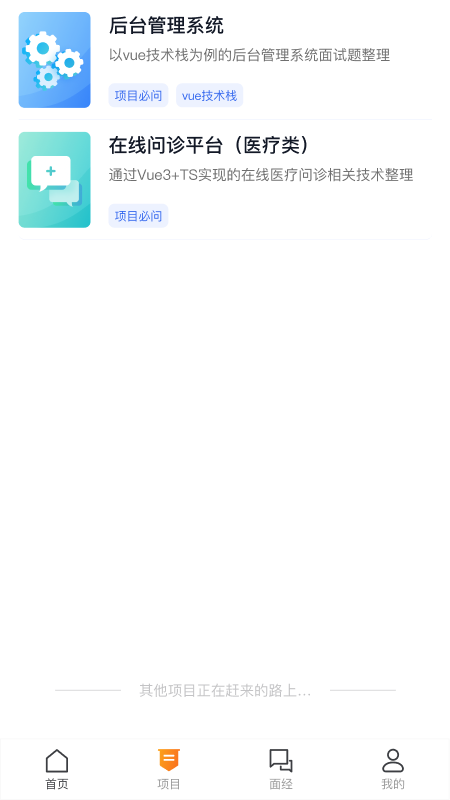 后台管理系统
以vue技术栈为例的后台管理系统面试题整理
项目必问 vue技术栈
在线问诊平台（医疗类）
通过Vue3+TS实现的在线医疗问诊相关技术整理
项目必问
其他项目正在赶来的路上...
首页 项目 面经 我的